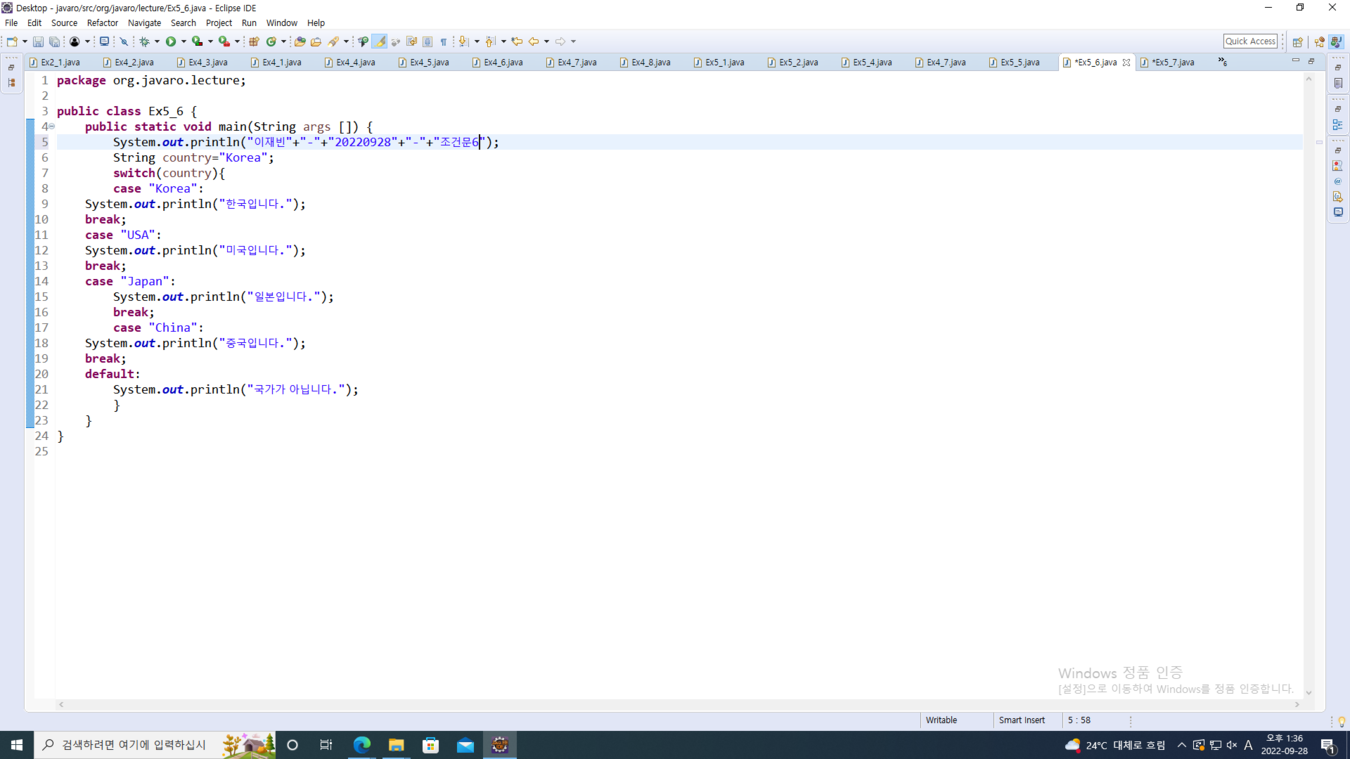 Desktop - javaro/src/org/javaro/lecture/Ex5_6.java - Eclipse IDE
File Edit Source Refactor Navigate Search Project Run Window Help
Quick Access
Ex2_1.java Ex4_2.java Ex4_3.java Ex4_1.java Ex4_4.java Ex4_5.java Ex4_6.java Ex4_7.java Ex4_8.java Ex5_1.java Ex5_2.java Ex5_4.java Ex4_7.java Ex5_5.java *Ex5_6.java *Ex5_7.java »6
1 package org.javaro.lecture;
2
3 public class Ex5_6 {
4 public static void main(String args []) {
5 System.out.println("이재빈"+"-"+"20220928"+"-"+"조건문6");
6 String country="Korea";
7 switch(country){
8 case "Korea":
9 System.out.println("한국입니다.");
10 break;
11 case "USA":
12 System.out.println("미국입니다.");
13 break;
14 case "Japan":
15 System.out.println("일본입니다.");
16 break;
17 case "China":
18 System.out.println("중국입니다.");
19 break;
20 default:
21 System.out.println("국가가 아닙니다.");
22 }
23 }
24 }
25
Windows 정품 인증
[설정]으로 이동하여 Windows를 정품 인증합니다.
Writable Smart Insert 5 : 58
검색하려면 여기에 입력하십시 24°C 대체로 흐림 A 오후 1:36
2022-09-28 1